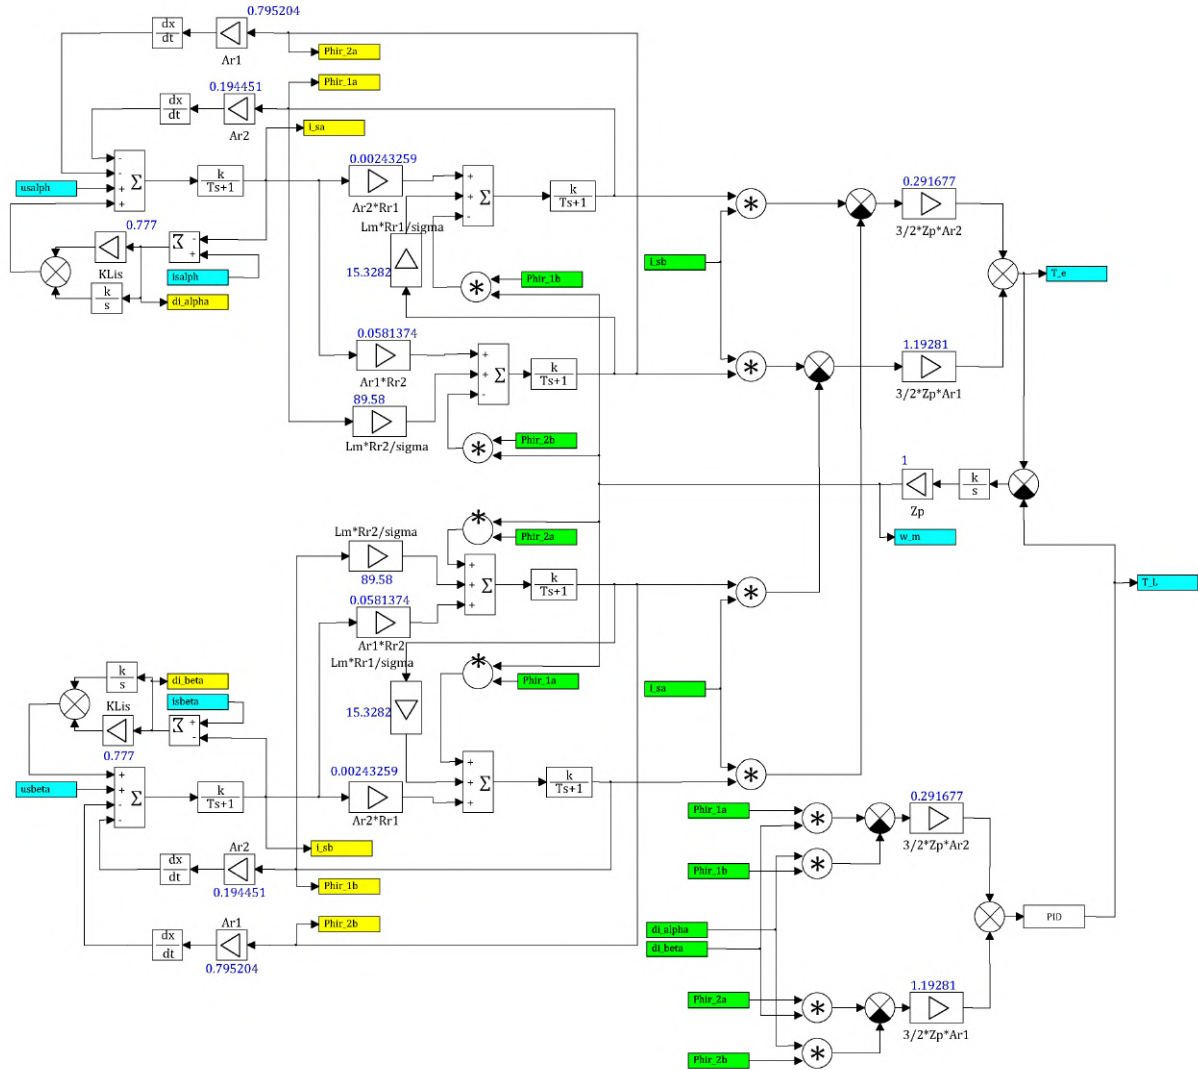 0.795204
dx
dt
Ar1
Phir_2a
Phir_1a
0.194451
dx
dt
Ar2
i_sa
-
-
+
+
Σ
usalph
k
Ts+1
0.00243259
Ar2*Rr1
+
+
-
Σ
k
Ts+1
*
0.291677
3/2*Zp*Ar2
Lm*Rr1/sigma
0.777
KLis
Σ
-
+
isalph
k
s
di_alpha
15.3282
*
Phir_1b
i_sb
T_e
0.0581374
Ar1*Rr2
+
+
-
Σ
k
Ts+1
*
1.19281
3/2*Zp*Ar1
89.58
Lm*Rr2/sigma
*
Phir_2b
1
Zp
k
s
w_m
*
Phir_2a
Lm*Rr2/sigma
89.58
+
+
+
Σ
k
Ts+1
*
T_L
0.0581374
Ar1*Rr2
Lm*Rr1/sigma
*
Phir_1a
i_sa
k
s
di_beta
isbeta
KLis
Σ
+
-
15.3282
0.777
+
+
-
-
Σ
usbeta
k
Ts+1
0.00243259
Ar2*Rr1
+
+
+
Σ
k
Ts+1
*
Phir_1a
*
0.291677
3/2*Zp*Ar2
i_sb
Ar2
dx
dt
0.194451
Phir_1b
Phir_1b
*
Ar1
Phir_2b
dx
dt
0.795204
di_alpha
di_beta
PID
Phir_2a
*
1.19281
3/2*Zp*Ar1
Phir_2b
*